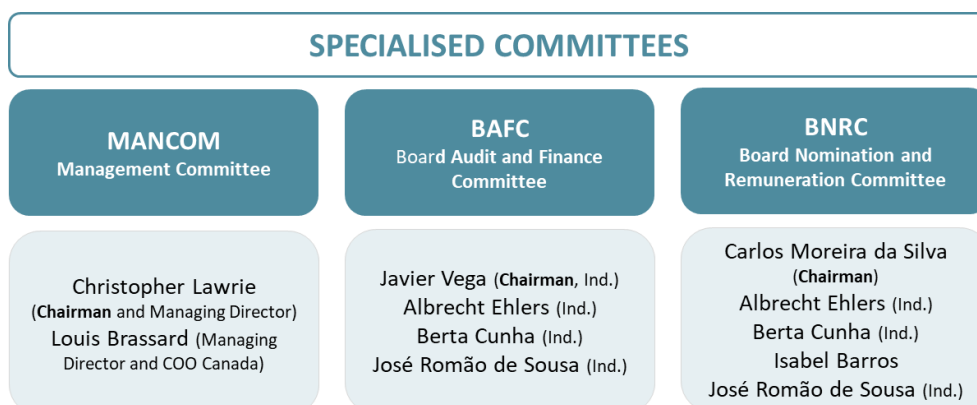 SPECIALISED COMMITTEES
MANCOM
Management Committee
Christopher Lawrie
(Chairman and Managing Director)
Louis Brassard (Managing
Director and COO Canada)
BAFC
Board Audit and Finance
Committee
Javier Vega (Chairman, Ind.)
Albrecht Ehlers (Ind.)
Berta Cunha (Ind.)
José Romão de Sousa (Ind.)
BNRC
Board Nomination and
Remuneration Committee
Carlos Moreira da Silva
(Chairman)
Albrecht Ehlers (Ind.)
Berta Cunha (Ind.)
Isabel Barros
José Romão de Sousa (Ind.)